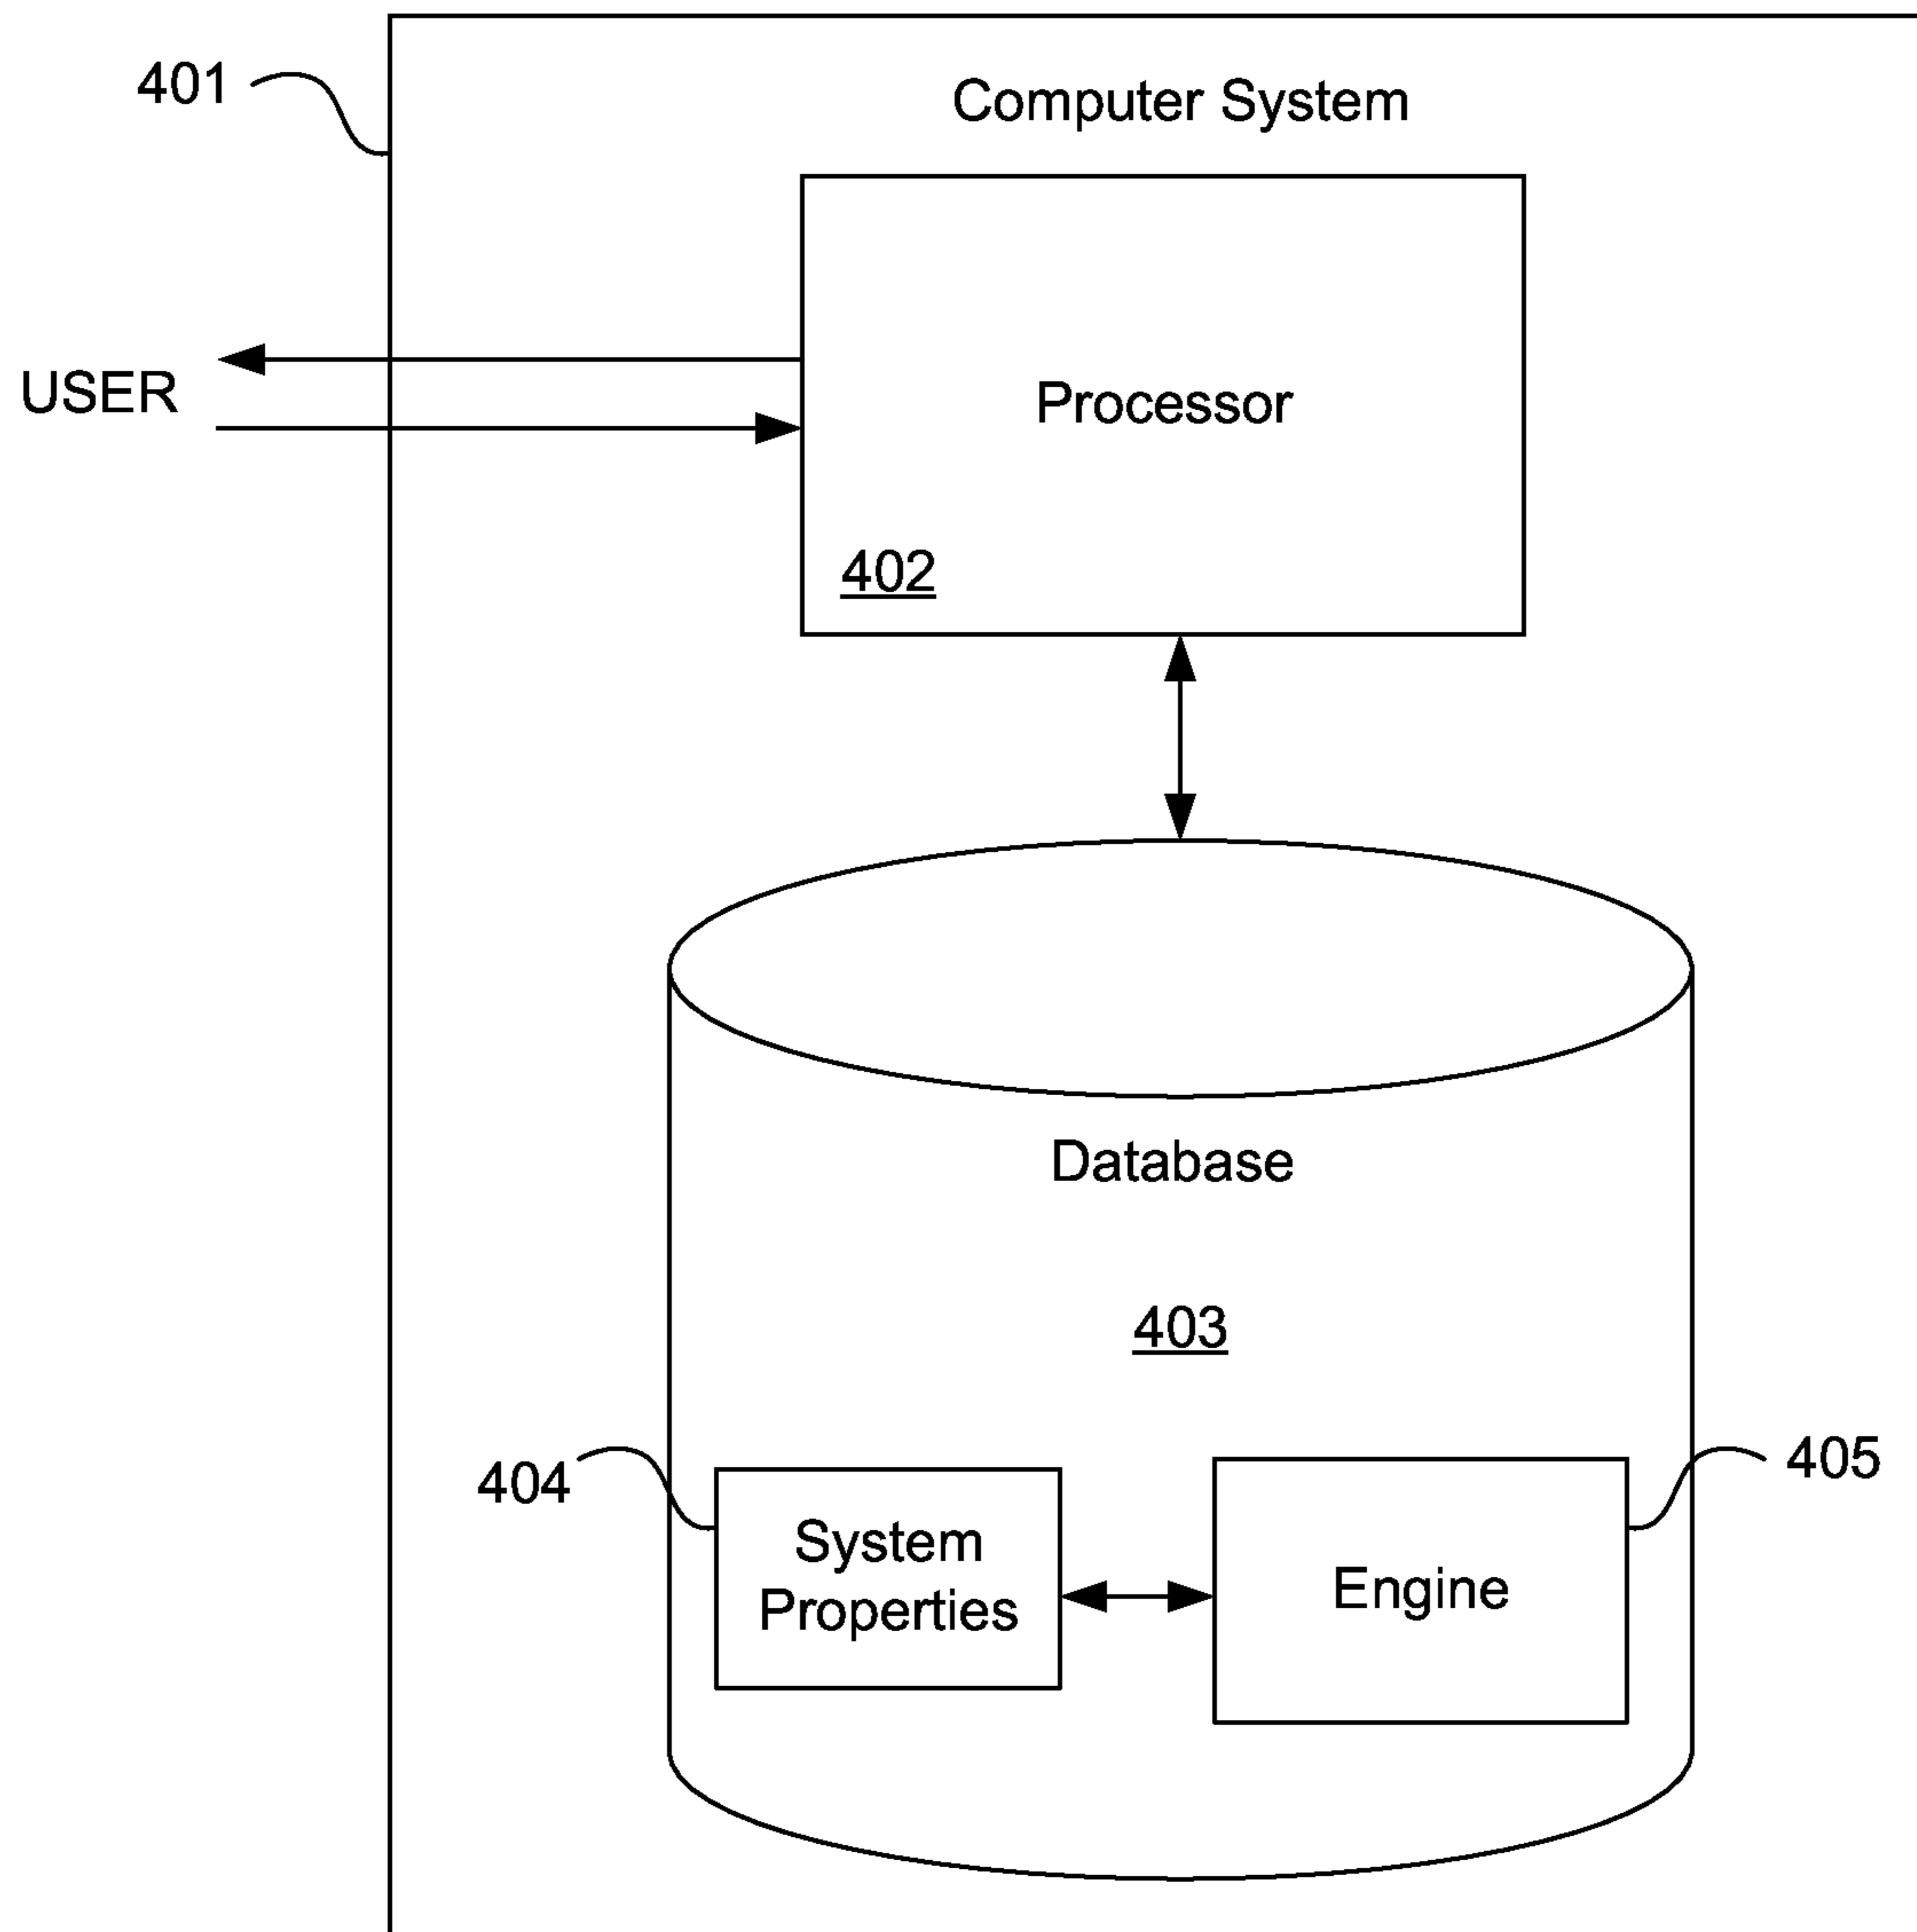 401
Computer System
USER
Processor
402
Database
403
404
405
System
Properties
Engine